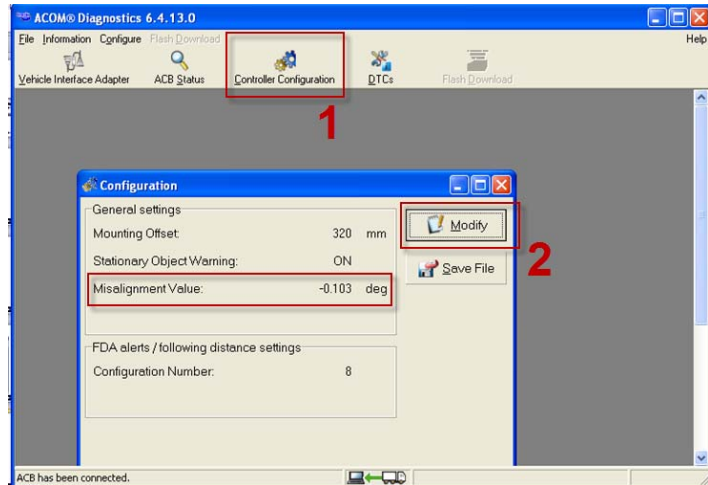 ACOM® Diagnostics 6.4.13.0
File Information Configure Flash Download Help
Vehicle Interface Adapter ACB Status Controller Configuration DTCs Flash Download
1
Configuration
General settings
Mounting Offset: 320 mm
Stationary Object Warning: ON
Misalignment Value: -0.103 deg
Modify
2
Save File
FDA alerts / following distance settings
Configuration Number: 8
ACB has been connected.